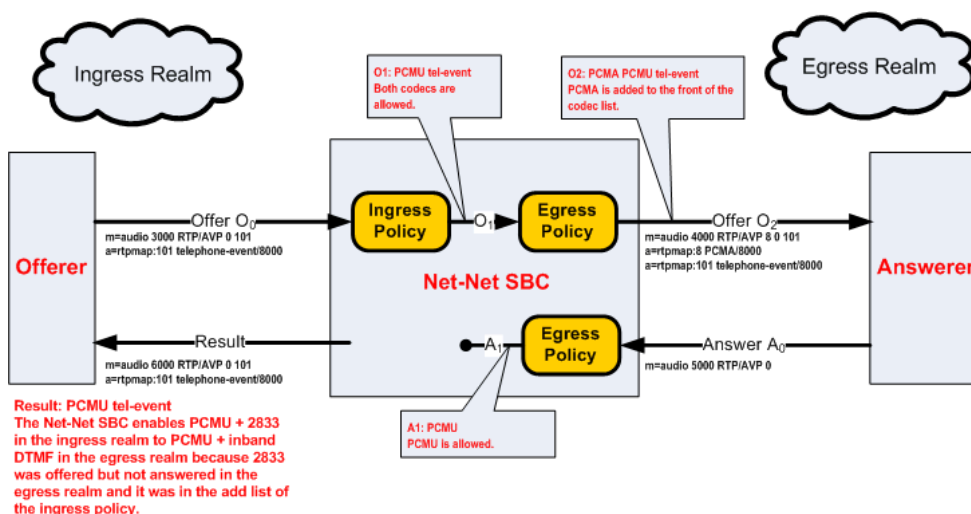 Ingress Realm
Egress Realm
O1: PCMU tel-event
Both codecs are
allowed.
O2: PCMA PCMU tel-event
PCMA is added to the front of the
codec list.
Offerer
Offer O0
m=audio 3000 RTP/AVP 0 101
a=rtpmap:101 telephone-event/8000
Ingress
Policy
O1
Egress
Policy
Net-Net SBC
Offer O2
m=audio 4000 RTP/AVP 8 0 101
a=rtpmap:8 PCMA/8000
a=rtpmap:101 telephone-event/8000
Answerer
Result
m=audio 6000 RTP/AVP 0 101
a=rtpmap:101 telephone-event/8000
A1
Egress
Policy
Answer A0
m=audio 5000 RTP/AVP 0
A1: PCMU
PCMU is allowed.
Result: PCMU tel-event
The Net-Net SBC enables PCMU + 2833
in the ingress realm to PCMU + inband
DTMF in the egress realm because 2833
was offered but not answered in the
egress realm and it was in the add list of
the ingress policy.